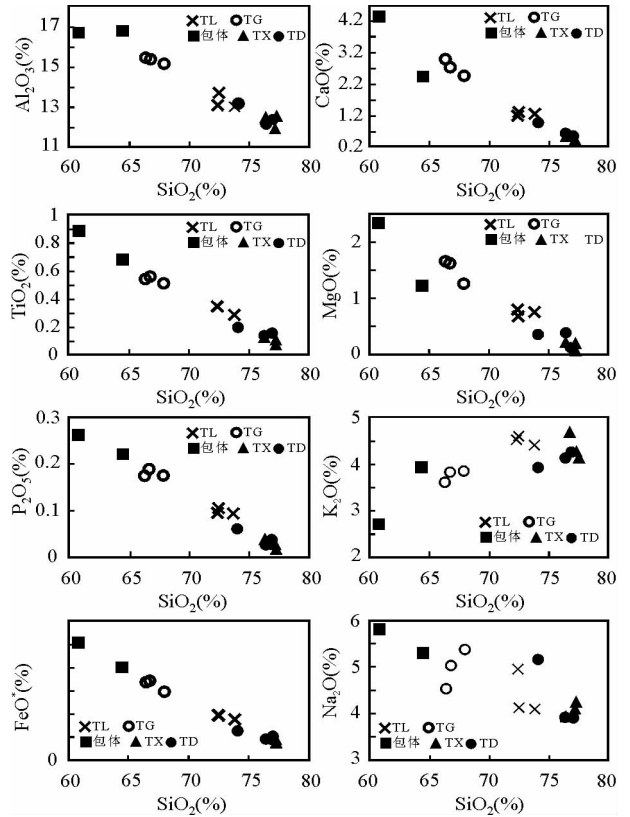 Al₂O₃(%)
17
15
13
11
60 65 70 75 80
SiO₂(%)
TL TG
包体 TX TD
CaO(%)
4.2
3.2
2.2
1.2
0.2
60 65 70 75 80
SiO₂(%)
TL TG
包体 TX TD
TiO₂(%)
1
0.8
0.6
0.4
0.2
0
60 65 70 75 80
SiO₂(%)
TL TG
包体 TX TD
MgO(%)
2
1
0
60 65 70 75 80
SiO₂(%)
TL TG
包体 TX TD
P₂O₅(%)
0.3
0.2
0.1
0
60 65 70 75 80
SiO₂(%)
TL TG
包体 TX TD
K₂O(%)
5
4
3
2
60 65 70 75 80
SiO₂(%)
TL TG
包体 TX TD
FeO*(%)
0
60 65 70 75 80
SiO₂(%)
TL TG
包体 TX TD
Na₂O(%)
6
5
4
3
60 65 70 75 80
SiO₂(%)
TL TG
包体 TX TD